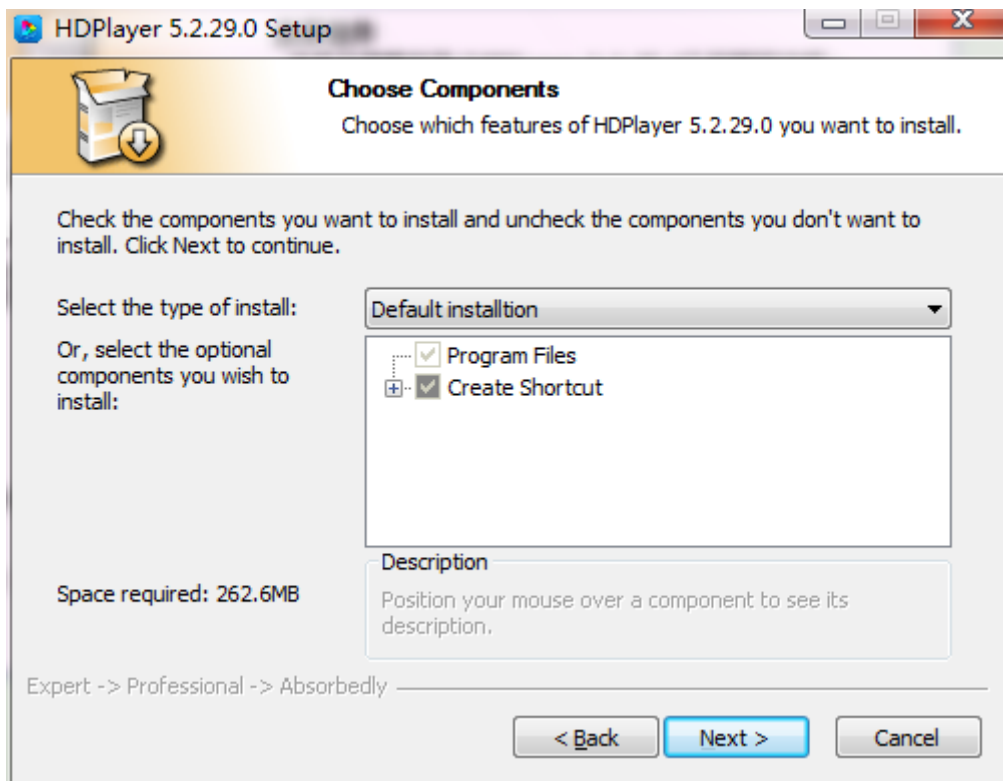 HDPlayer 5.2.29.0 Setup
Choose Components
Choose which features of HDPlayer 5.2.29.0 you want to install.
Check the components you want to install and uncheck the components you don't want to
install. Click Next to continue.
Select the type of install:
Default installtion
Or, select the optional
components you wish to
install:
Program Files
Create Shortcut
Space required: 262.6MB
Description
Position your mouse over a component to see its
description.
Expert -> Professional -> Absorbedly
< Back
Next >
Cancel